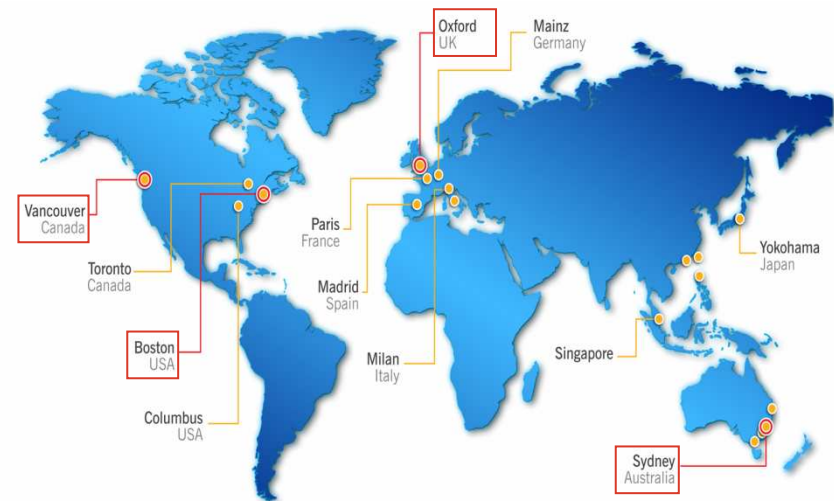 Oxford
UK
Mainz
Germany
Vancouver
Canada
Paris
France
Toronto
Canada
Madrid
Spain
Yokohama
Japan
Boston
USA
Milan
Italy
Singapore
Columbus
USA
Sydney
Australia